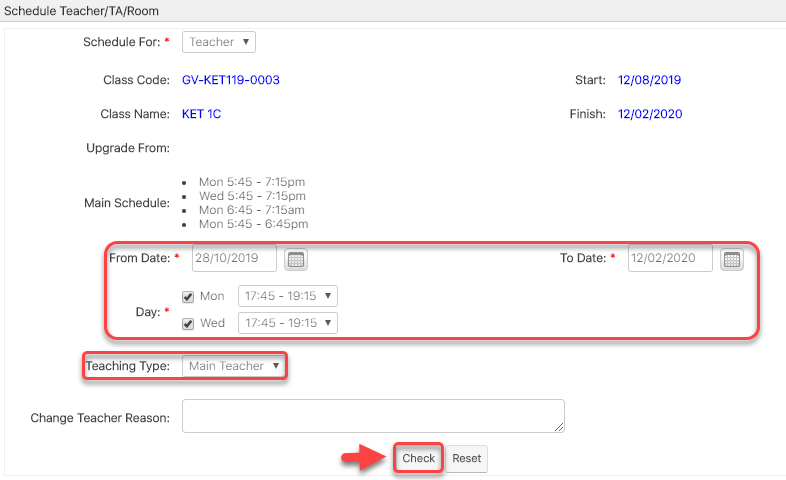 Schedule Teacher/TA/Room
Schedule For: * Teacher
Class Code: GV-KET119-0003 Start: 12/08/2019
Class Name: KET 1C Finish: 12/02/2020
Upgrade From:
Main Schedule:
• Mon 5:45 - 7:15pm
• Wed 5:45 - 7:15pm
• Mon 6:45 - 7:15am
• Mon 5:45 - 6:45pm
From Date: * 28/10/2019 To Date: * 12/02/2020
Day: *
Mon 17:45 - 19:15
Wed 17:45 - 19:15
Teaching Type: Main Teacher
Change Teacher Reason:
Check Reset